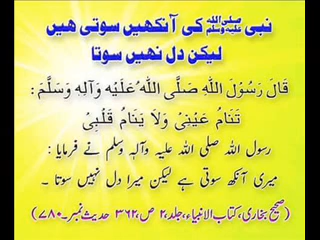 نبی ﷺ کی آنکھیں سوتی ھیں
لیکن دل نھیں سوتا
قَالَ رَسُوْلَ اللّٰهِ صَلَّى اللّٰهُ عَلَيْهِ وَآلِهٖ وَسَلَّمَ :
تَنَامُ عَيْنِىْ وَلَا يَنَامُ قَلْبِىْ
رسول اللہ صلی اللہ علیہ وآلہٖ وسلم نے فرمایا :
میری آنکھ سوتی ہے لیکن میرا دل نہیں سوتا ۔
(صحیح بخاری، کتاب الانبیاء، جلد،۲ ص،۳۶۲ حدیث نمبر۔۷۸۰)